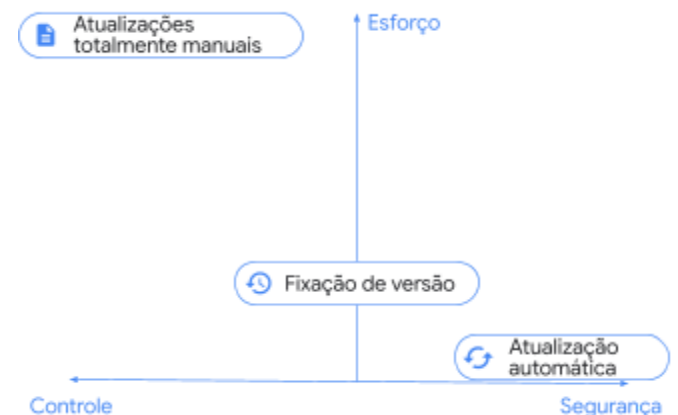 Atualizações
totalmente manuais
Esforço
Fixação de versão
Atualização
automática
Controle
Segurança